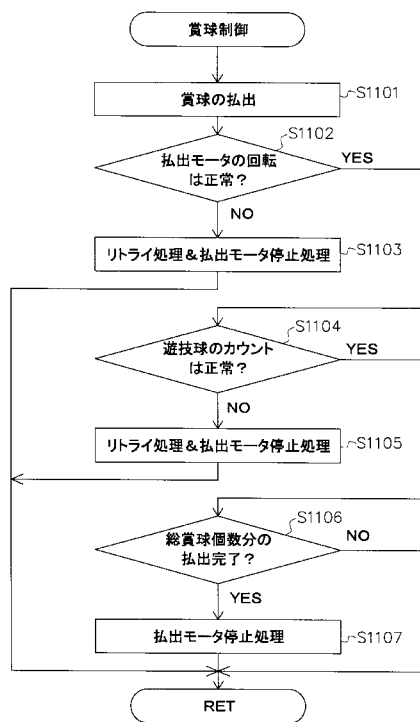 賞球制御
賞球の払出
S1101
S1102
払出モータの回転
は正常？
YES
NO
リトライ処理&払出モータ停止処理
S1103
S1104
遊技球のカウント
は正常？
YES
NO
リトライ処理&払出モータ停止処理
S1105
S1106
総賞球個数分の
払出完了？
NO
YES
払出モータ停止処理
S1107
RET